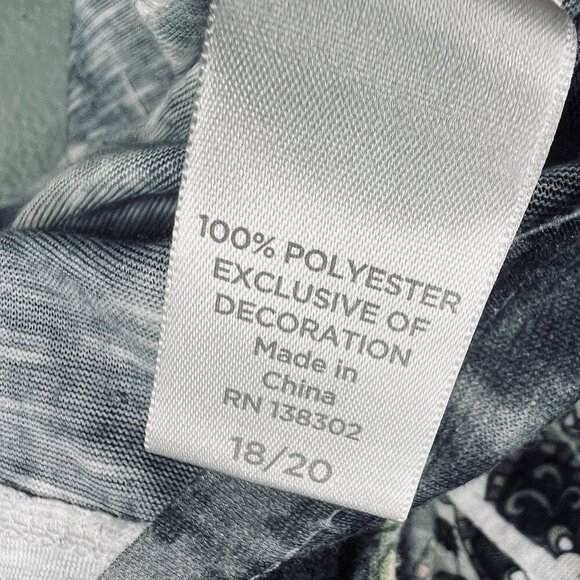 100% POLYESTER
EXCLUSIVE OF
DECORATION
Made in
China
RN 138302
18/20